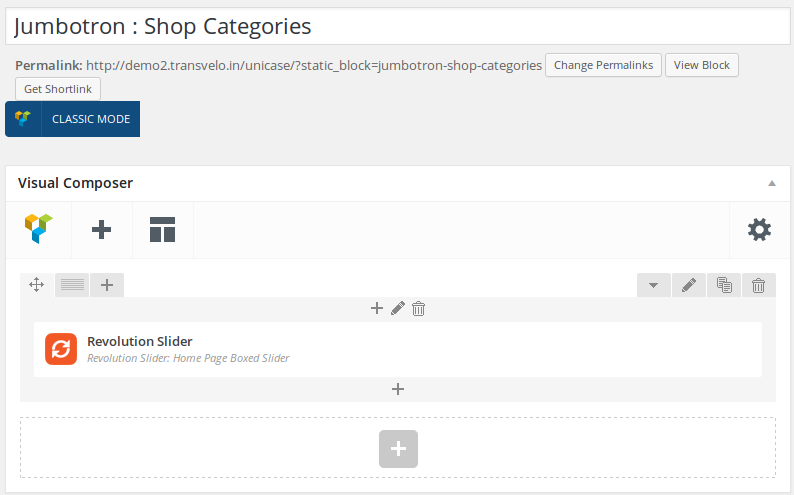 Jumbotron : Shop Categories
Permalink: http://demo2.transvelo.in/unicase/?static_block=jumbotron-shop-categories Change Permalinks View Block
Get Shortlink
CLASSIC MODE
Visual Composer
Revolution Slider
Revolution Slider: Home Page Boxed Slider